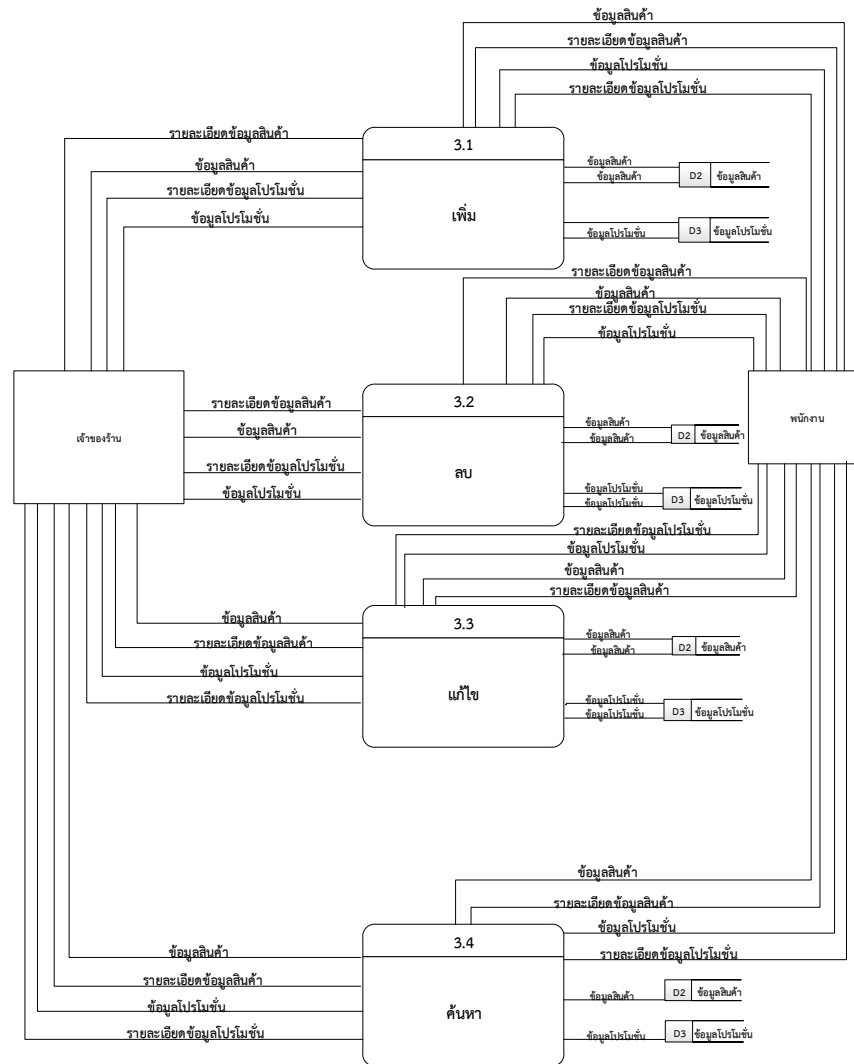 ข้อมูลสินค้า
รายละเอียดข้อมูลสินค้า
ข้อมูลโปรโมชั่น
รายละเอียดข้อมูลโปรโมชั่น
รายละเอียดข้อมูลสินค้า
ข้อมูลสินค้า
รายละเอียดข้อมูลโปรโมชั่น
ข้อมูลโปรโมชั่น
3.1
เพิ่ม
ข้อมูลสินค้า
ข้อมูลสินค้า
D2 ข้อมูลสินค้า
ข้อมูลโปรโมชั่น
D3 ข้อมูลโปรโมชั่น
รายละเอียดข้อมูลสินค้า
ข้อมูลสินค้า
รายละเอียดข้อมูลโปรโมชั่น
ข้อมูลโปรโมชั่น
เจ้าของร้าน
พนักงาน
รายละเอียดข้อมูลสินค้า
ข้อมูลสินค้า
รายละเอียดข้อมูลโปรโมชั่น
ข้อมูลโปรโมชั่น
3.2
ลบ
ข้อมูลสินค้า
ข้อมูลสินค้า
D2 ข้อมูลสินค้า
ข้อมูลโปรโมชั่น
ข้อมูลโปรโมชั่น
D3 ข้อมูลโปรโมชั่น
รายละเอียดข้อมูลโปรโมชั่น
ข้อมูลโปรโมชั่น
ข้อมูลสินค้า
รายละเอียดข้อมูลสินค้า
ข้อมูลสินค้า
รายละเอียดข้อมูลสินค้า
ข้อมูลโปรโมชั่น
รายละเอียดข้อมูลโปรโมชั่น
3.3
แก้ไข
ข้อมูลสินค้า
ข้อมูลสินค้า
D2 ข้อมูลสินค้า
ข้อมูลโปรโมชั่น
ข้อมูลโปรโมชั่น
D3 ข้อมูลโปรโมชั่น
ข้อมูลสินค้า
รายละเอียดข้อมูลสินค้า
ข้อมูลโปรโมชั่น
รายละเอียดข้อมูลโปรโมชั่น
ข้อมูลสินค้า
รายละเอียดข้อมูลสินค้า
ข้อมูลโปรโมชั่น
รายละเอียดข้อมูลโปรโมชั่น
3.4
ค้นหา
ข้อมูลสินค้า
D2 ข้อมูลสินค้า
ข้อมูลโปรโมชั่น
D3 ข้อมูลโปรโมชั่น